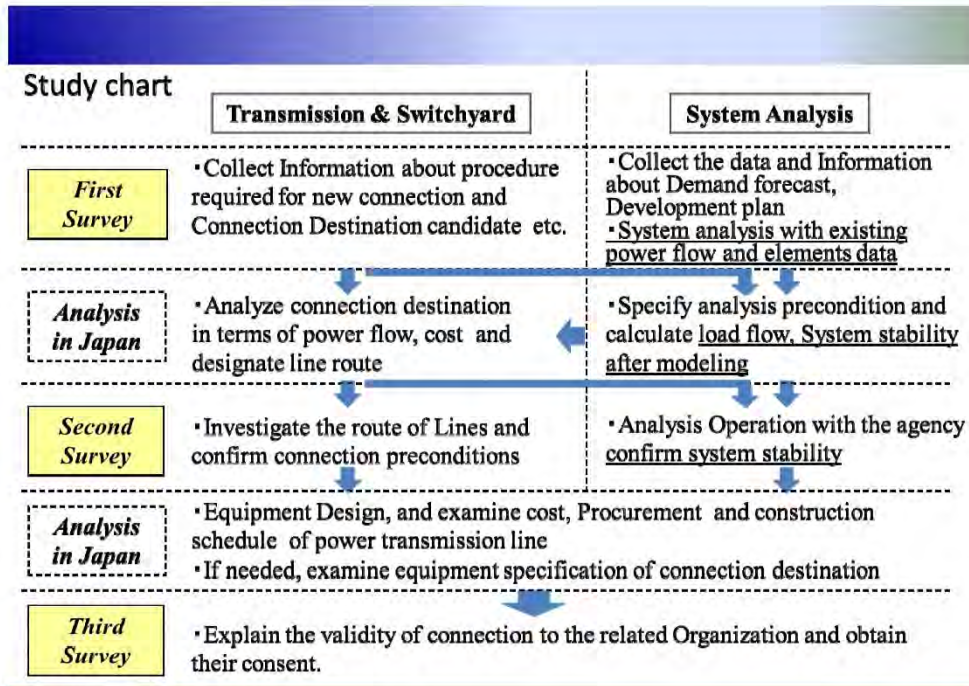 Study chart
Transmission & Switchyard
System Analysis
First
Survey
・Collect Information about procedure
required for new connection and
Connection Destination candidate etc.
・Collect the data and Information
about Demand forecast,
Development plan
・System analysis with existing
power flow and elements data
Analysis
in Japan
・Analyze connection destination
in terms of power flow, cost and
designate line route
・Specify analysis precondition and
calculate load flow, System stability
after modeling
Second
Survey
・Investigate the route of Lines and
confirm connection preconditions
・Analysis Operation with the agency
confirm system stability
Analysis
in Japan
・Equipment Design, and examine cost, Procurement and construction
schedule of power transmission line
・If needed, examine equipment specification of connection destination
Third
Survey
・Explain the validity of connection to the related Organization and obtain
their consent.